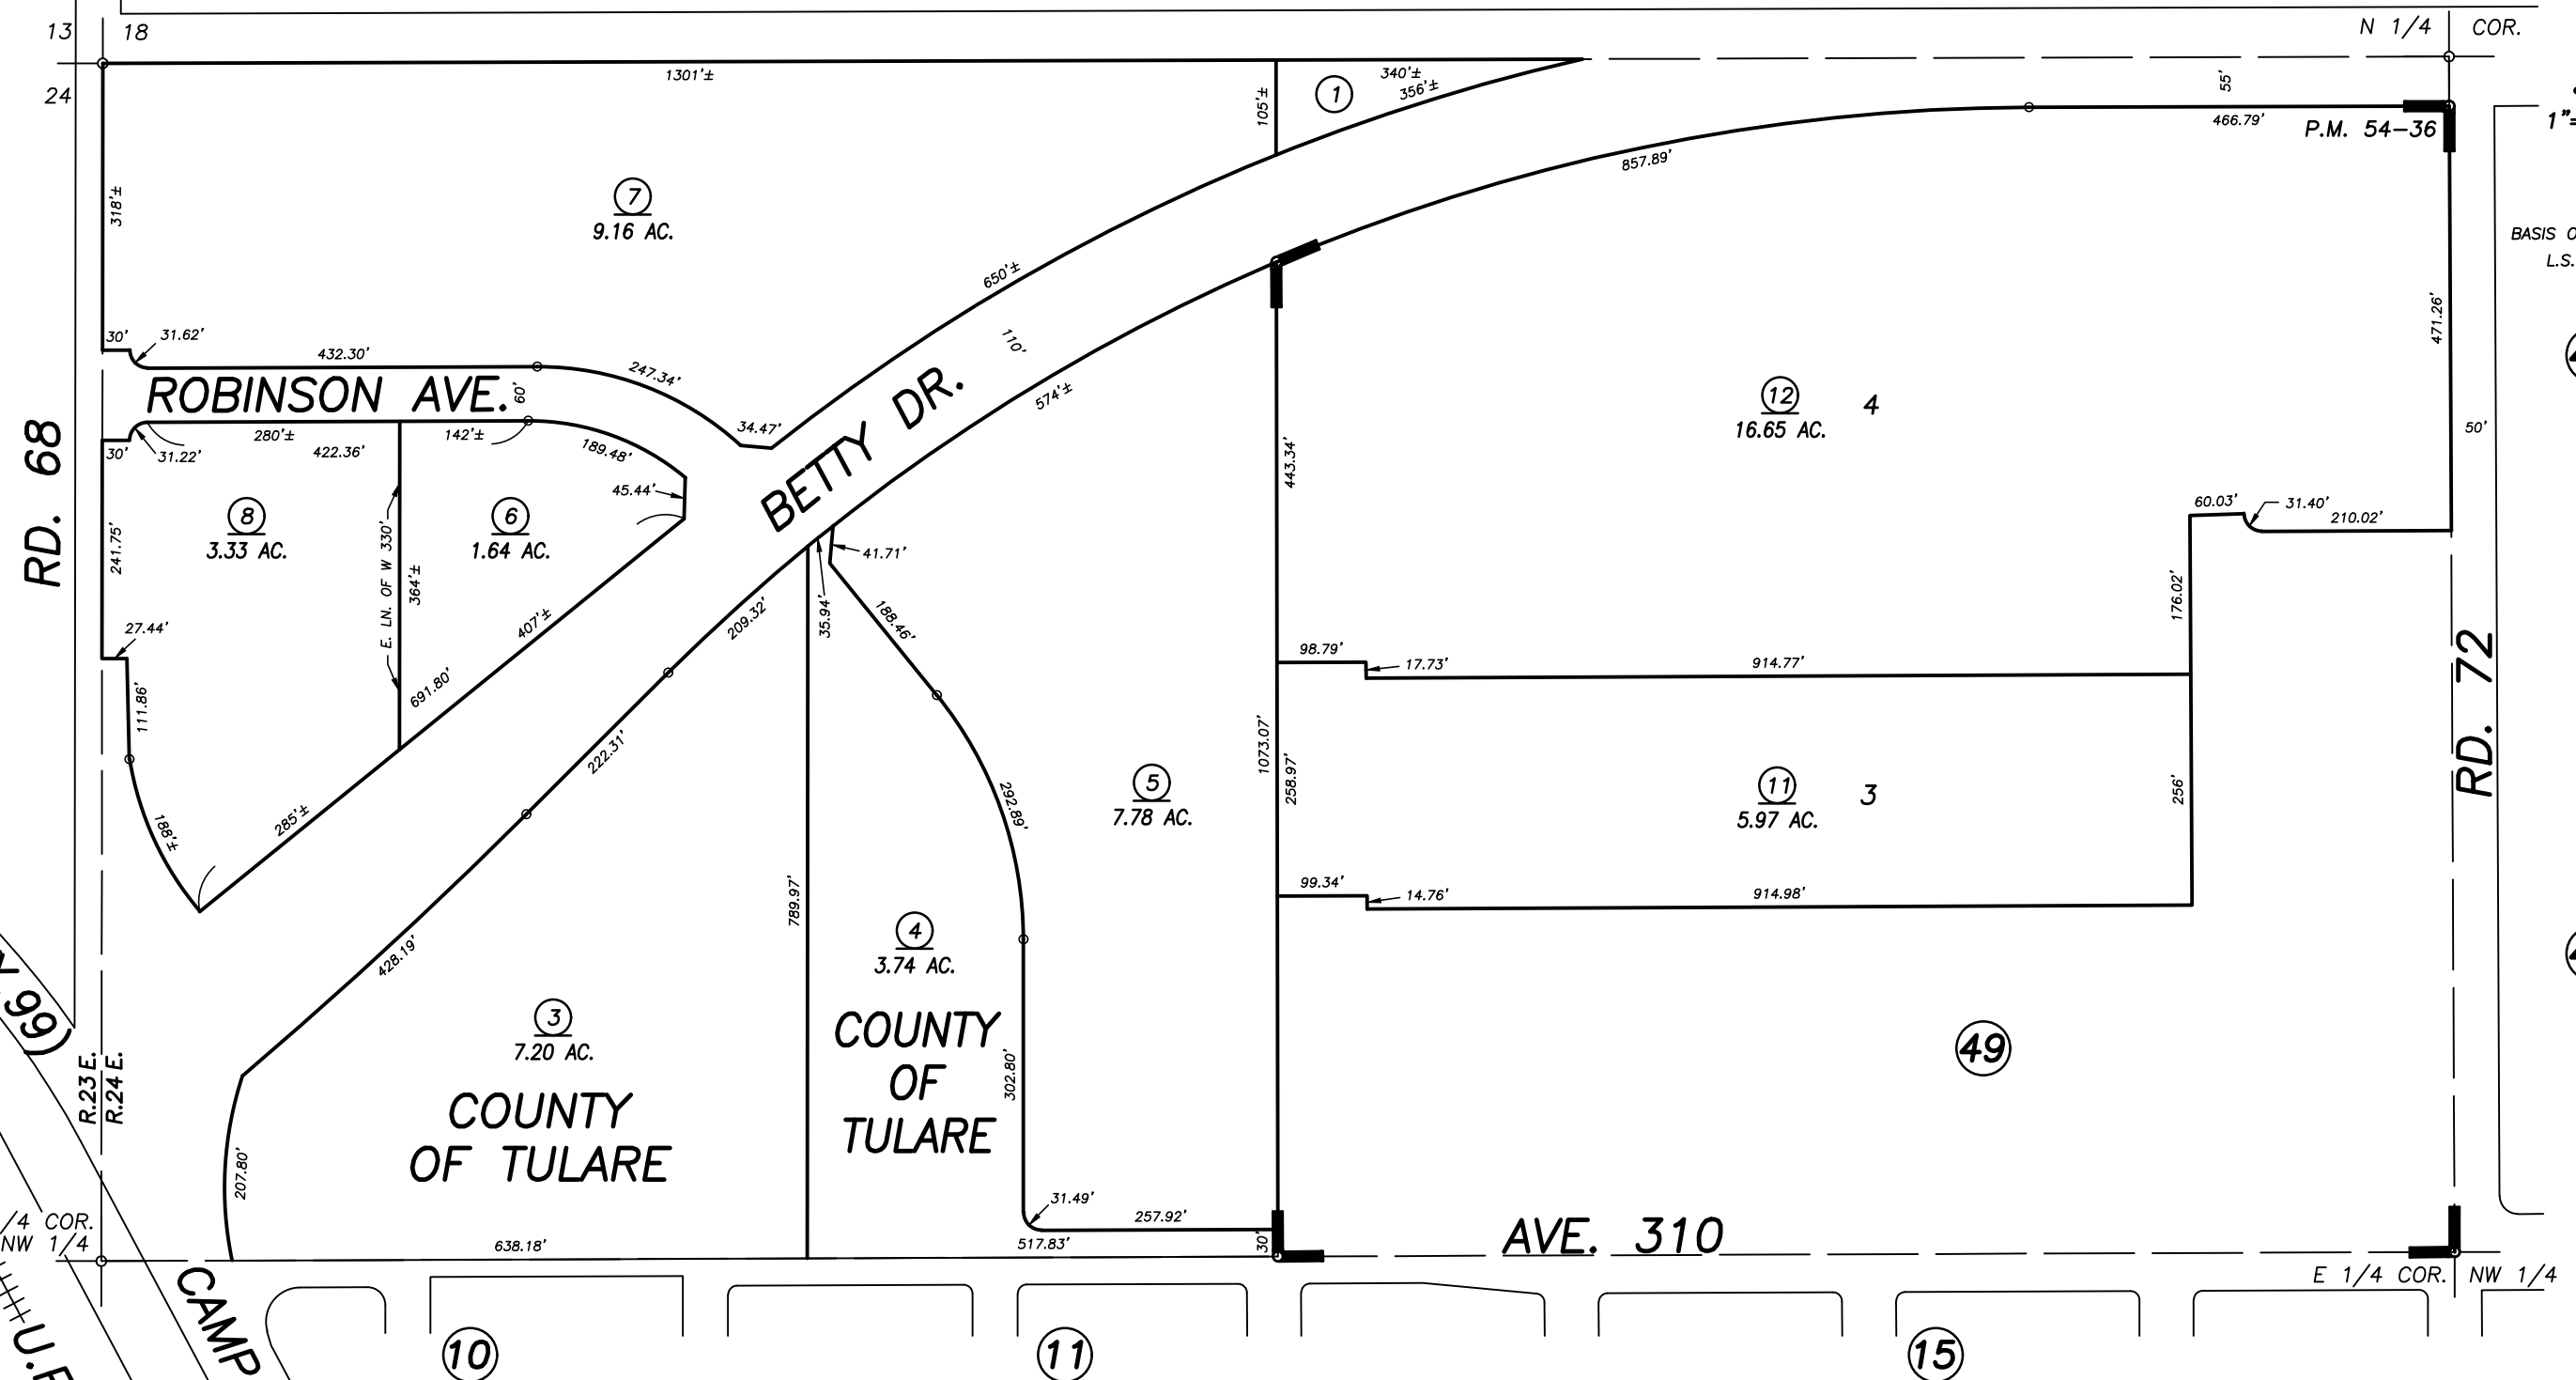 13 18
24
N 1/4 COR.
1301'±
340'±
356'±
105'±
1
55'
466.79'
P.M. 54-36
1"=
857.89'
318'±
7
9.16 AC.
BASIS O
L.S.
650'±
110'
574'±
471.26'
30'
31.62'
432.30'
247.34'
ROBINSON AVE.
60'
34.47'
BETTY DR.
12
16.65 AC.
4
RD. 68
30'
31.22'
280'±
422.36'
142'±
189.48'
45.44'
50'
443.34'
8
3.33 AC.
6
1.64 AC.
241.75'
E. LN. OF W 330'
364'±
407'±
41.71'
35.94'
209.32'
188.46'
60.03'
31.40'
210.02'
176.02'
27.44'
111.86'
691.80'
222.31'
98.79'
17.73'
914.77'
RD. 72
188'±
285'±
292.89'
5
7.78 AC.
1073.07'
258.97'
11
5.97 AC.
3
256'
789.97'
99.34'
14.76'
914.98'
428.19'
4
3.74 AC.
COUNTY
OF
TULARE
3
7.20 AC.
COUNTY
OF TULARE
49
99)
R.23 E.
R.24 E.
302.80'
207.80'
31.49'
257.92'
638.18'
517.83'
30'
AVE. 310
/4 COR.
NW 1/4
E 1/4 COR. NW 1/4
CAMP
10
11
15